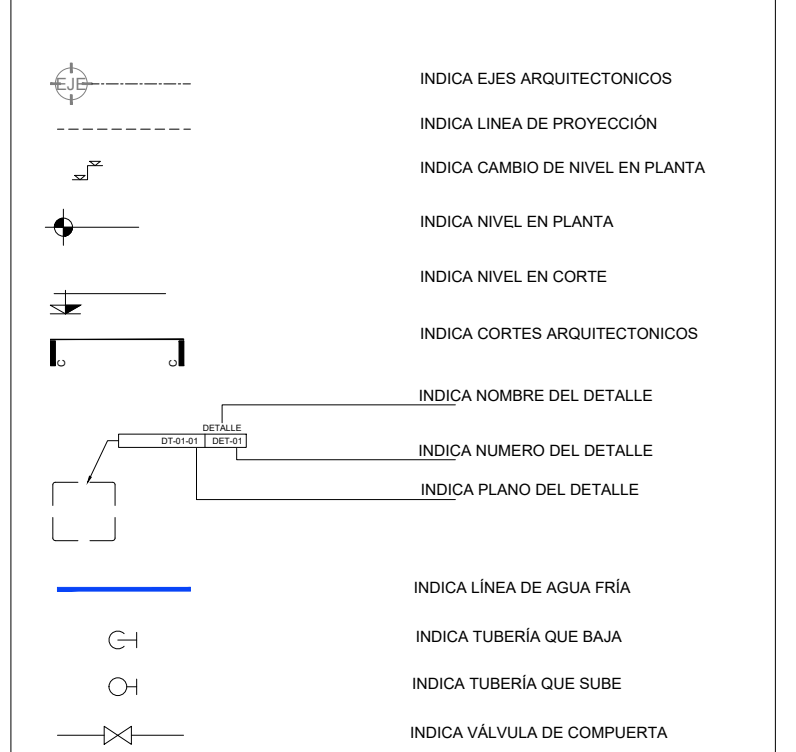 EJE
INDICA EJES ARQUITECTONICOS
INDICA LINEA DE PROYECCIÓN
INDICA CAMBIO DE NIVEL EN PLANTA
INDICA NIVEL EN PLANTA
INDICA NIVEL EN CORTE
INDICA CORTES ARQUITECTONICOS
C
C
INDICA NOMBRE DEL DETALLE
DETALLE
DT-01-01 DET-01
INDICA NUMERO DEL DETALLE
INDICA PLANO DEL DETALLE
INDICA LÍNEA DE AGUA FRÍA
INDICA TUBERÍA QUE BAJA
INDICA TUBERÍA QUE SUBE
INDICA VÁLVULA DE COMPUERTA